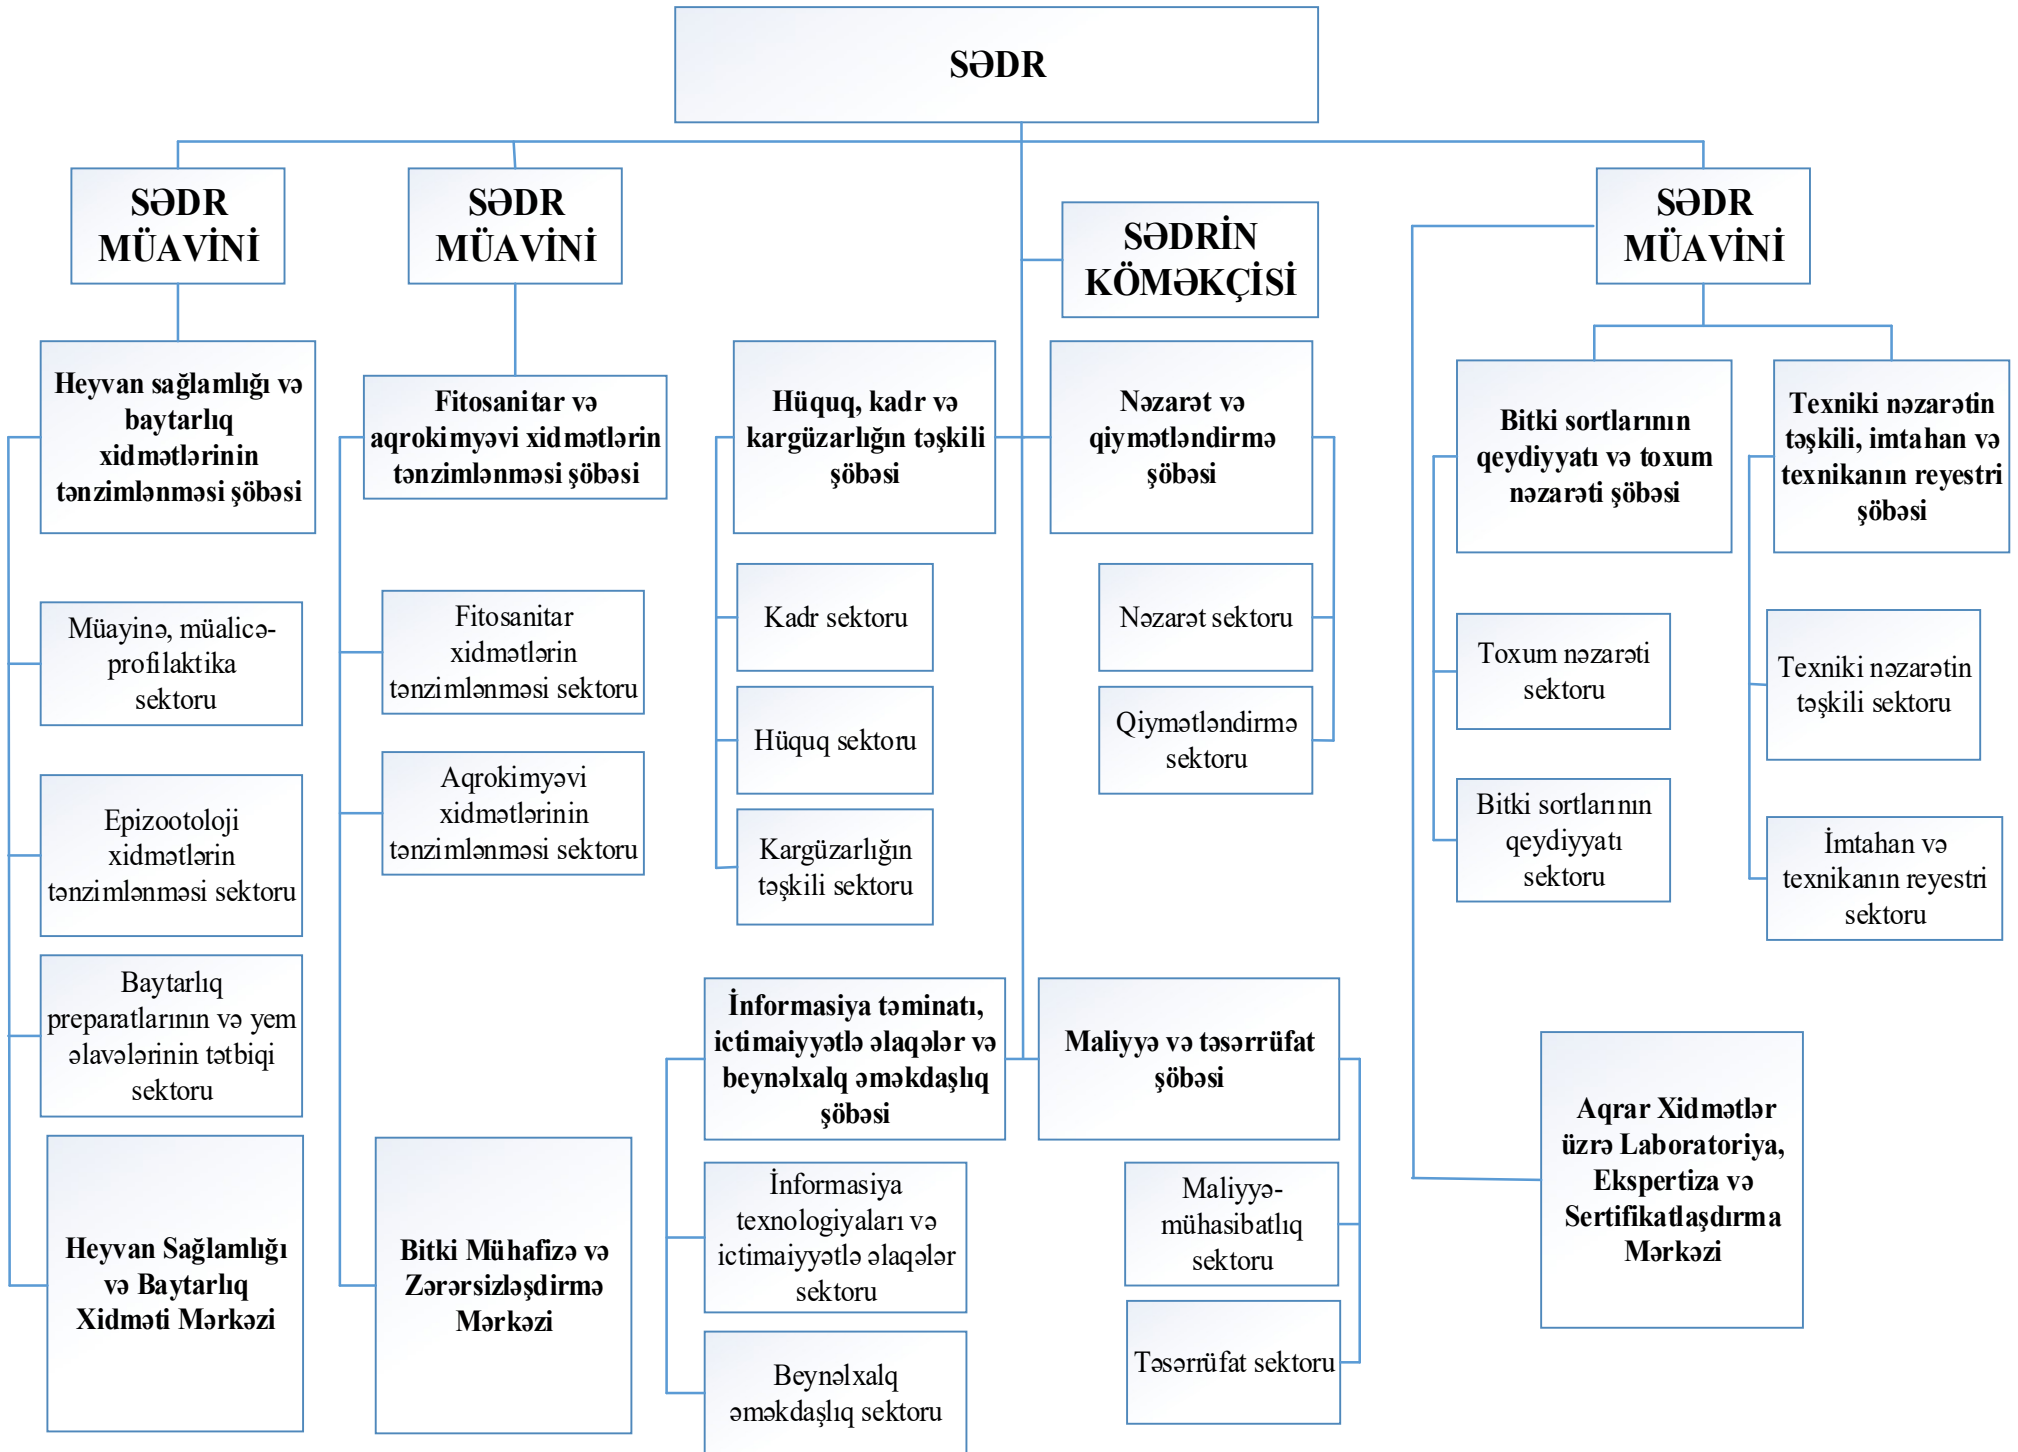 SƏDR
SƏDR
MÜAVİNİ
SƏDR
MÜAVİNİ
SƏDRİN
KÖMƏKÇİSİ
SƏDR
MÜAVİNİ
Heyvan sağlamlığı və
baytarlıq
xidmətlərinin
tənzimlənməsi şöbəsi
Fitosanitar və
aqrokimyəvi xidmətlərin
tənzimlənməsi şöbəsi
Hüquq, kadr və
kargüzarlığın təşkili
şöbəsi
Nəzarət və
qiymətləndirmə
şöbəsi
Bitki sortlarının
qeydiyyatı və toxum
nəzarəti şöbəsi
Texniki nəzarətin
təşkili, imtahan və
texnikanın reyestri
şöbəsi
Müayinə, müalicə-
profilaktika
sektoru
Epizootoloji
xidmətlərin
tənzimlənməsi sektoru
Baytarlıq
preparatlarının və yem
əlavələrinin tətbiqi
sektoru
Heyvan Sağlamlığı
və Baytarlıq
Xidməti Mərkəzi
Fitosanitar
xidmətlərin
tənzimlənməsi sektoru
Aqrokimyəvi
xidmətlərinin
tənzimlənməsi sektoru
Bitki Mühafizə və
Zərərsizləşdirmə
Mərkəzi
Kadr sektoru
Hüquq sektoru
Kargüzarlığın
təşkili sektoru
Nəzarət sektoru
Qiymətləndirmə
sektoru
İnformasiya təminatı,
ictimaiyyətlə əlaqələr və
beynəlxalq əməkdaşlıq
şöbəsi
Maliyyə və təsərrüfat
şöbəsi
İnformasiya
texnologiyaları və
ictimaiyyətlə əlaqələr
sektoru
Beynəlxalq
əməkdaşlıq sektoru
Maliyyə-
mühasibatlıq
sektoru
Təsərrüfat sektoru
Toxum nəzarəti
sektoru
Bitki sortlarının
qeydiyyatı
sektoru
Texniki nəzarətin
təşkili sektoru
İmtahan və
texnikanın reyestri
sektoru
Aqrar Xidmətlər
üzrə Laboratoriya,
Ekspertiza və
Sertifikatlaşdırma
Mərkəzi